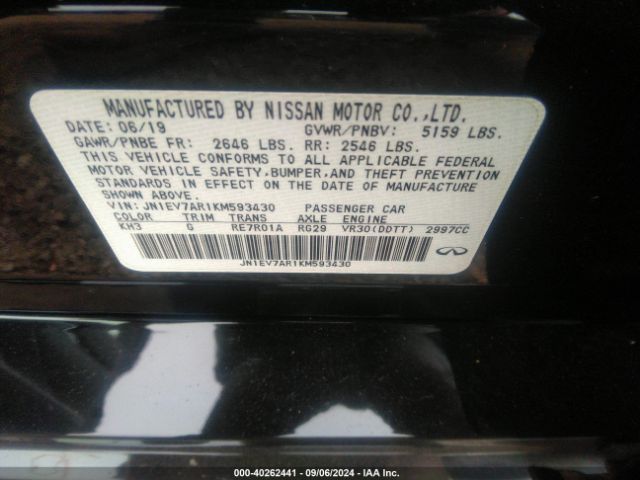 MANUFACTURED BY NISSAN MOTOR CO.,LTD.
DATE: 06/19 GVWR/PNBV: 5159 LBS.
GAWR/PNBE FR: 2646 LBS. RR: 2546 LBS.
THIS VEHICLE CONFORMS TO ALL APPLICABLE FEDERAL
MOTOR VEHICLE SAFETY, BUMPER, AND THEFT PREVENTION
STANDARDS IN EFFECT ON THE DATE OF MANUFACTURE
SHOWN ABOVE.
VIN: JN1EV7AR1KM593430 PASSENGER CAR
COLOR TRIM TRANS AXLE ENGINE
KH3 G RE7R01A RG29 VR30(DDTT) 2997CC
JN1EV7AR1KM593430
000-40262441 - 09/06/2024 - IAA Inc.